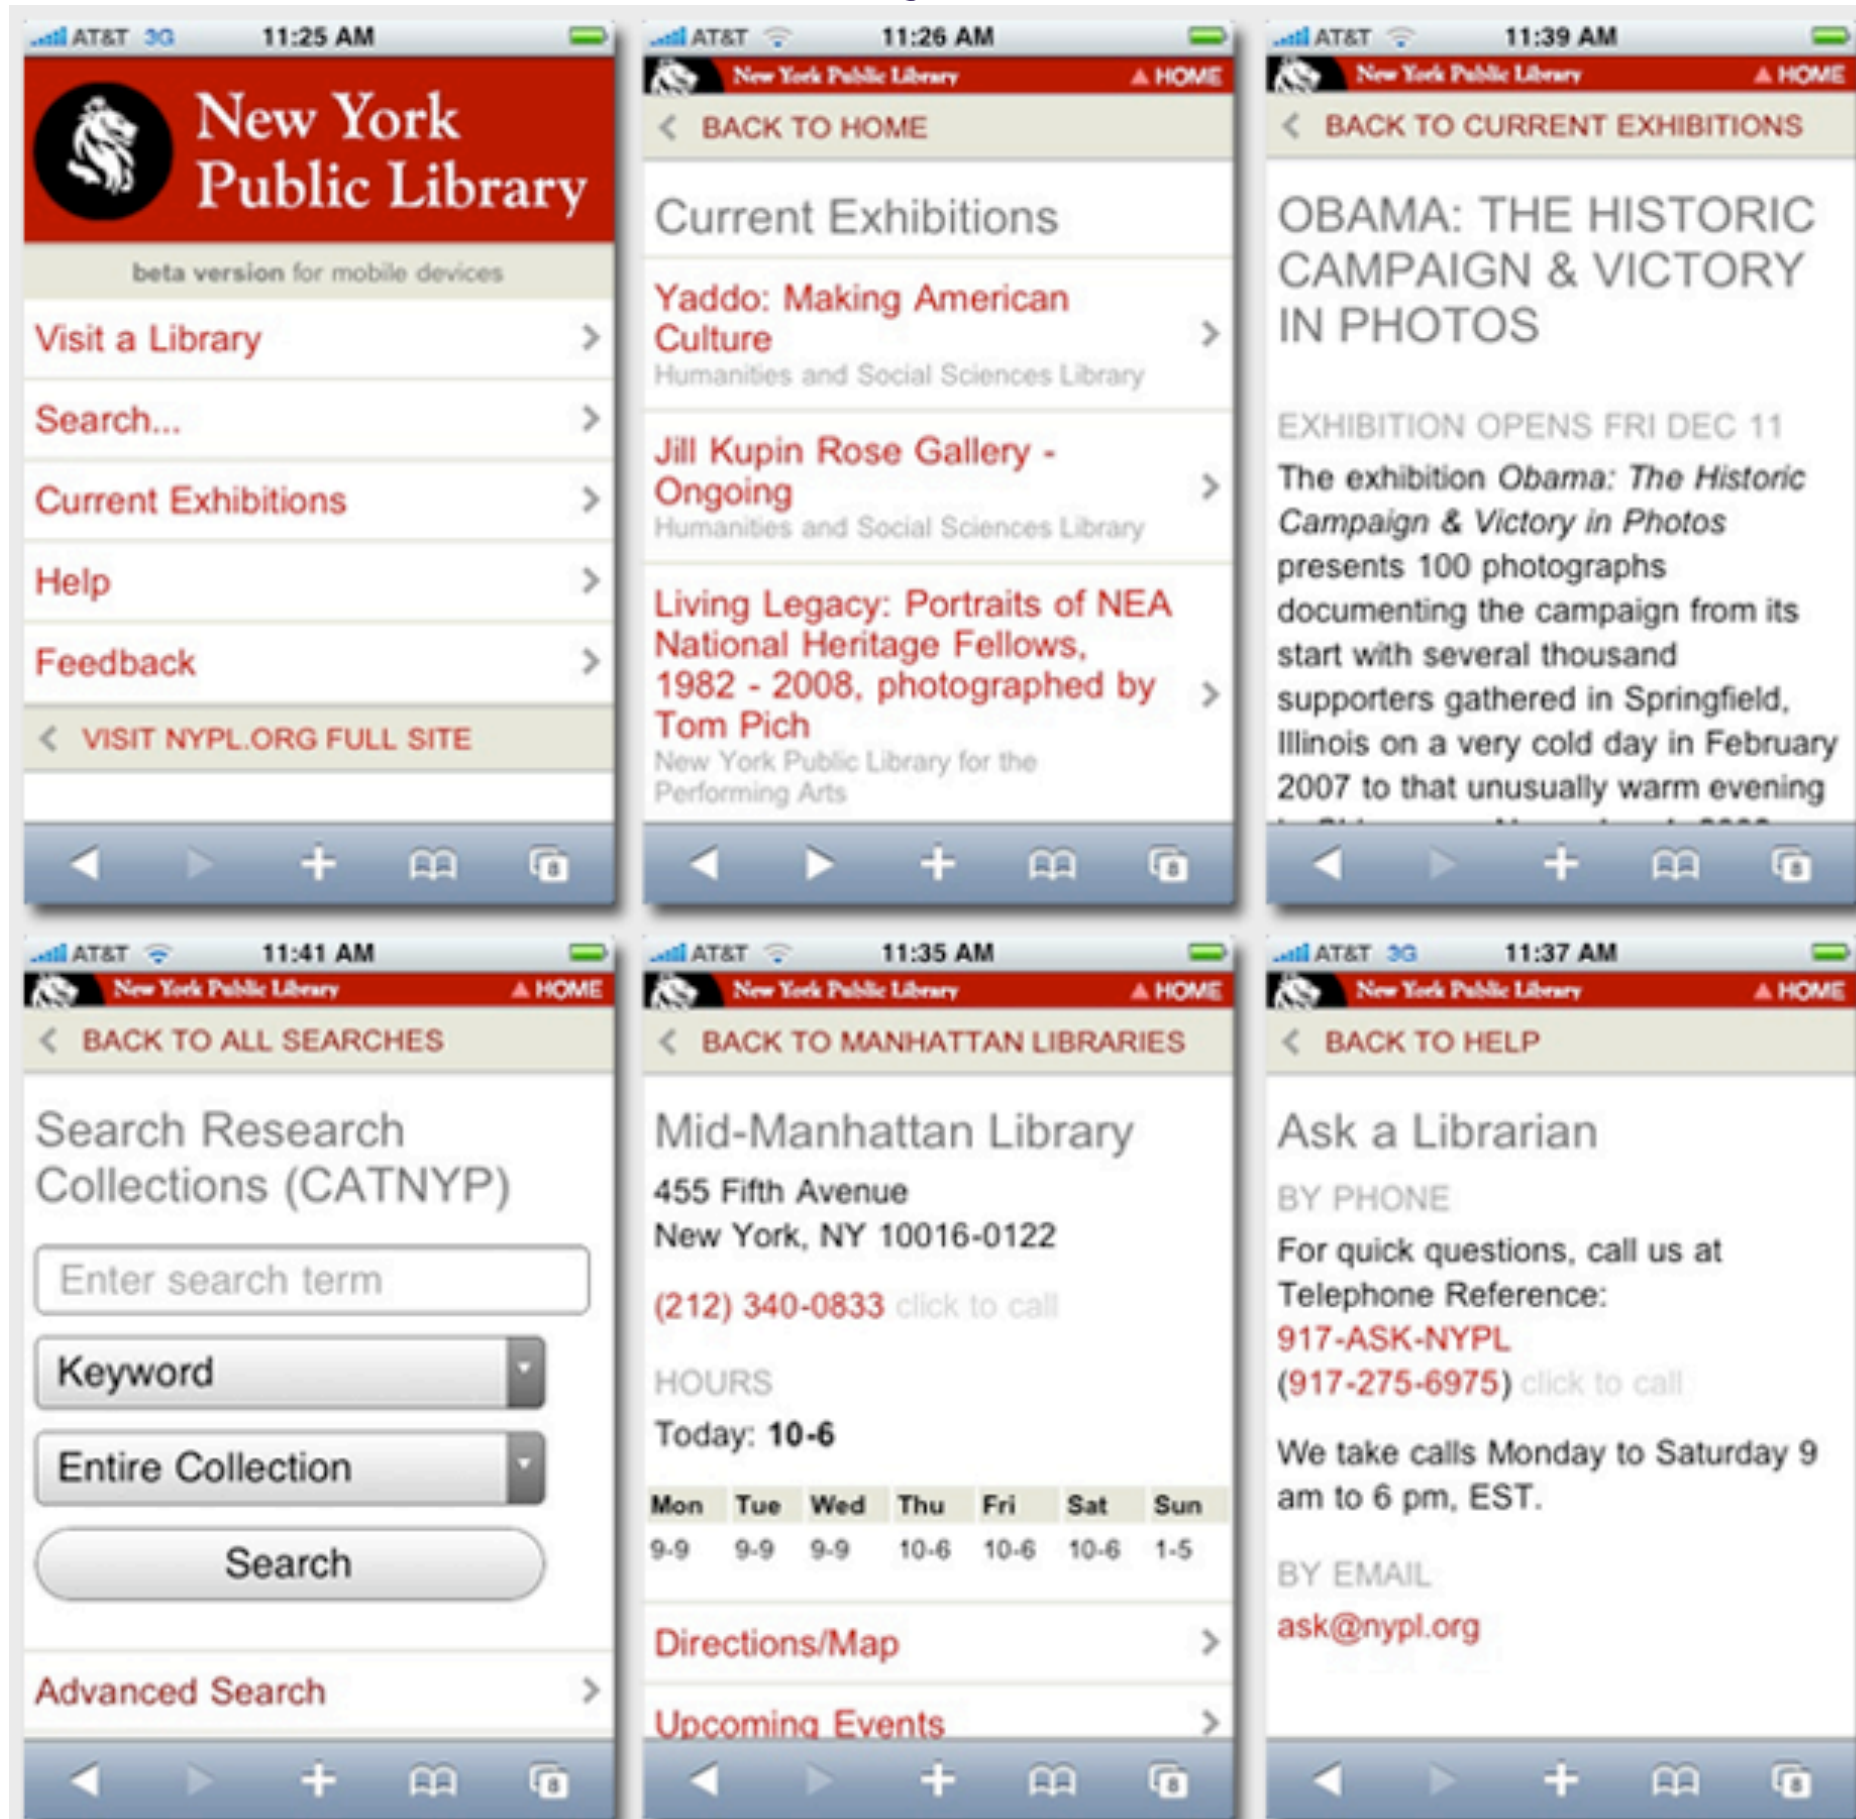 AT&T 3G 11:25 AM
New York
Public Library
beta version for mobile devices
Visit a Library
Search...
Current Exhibitions
Help
Feedback
VISIT NYPL.ORG FULL SITE
8
AT&T 11:26 AM
New York Public Library HOME
BACK TO HOME
Current Exhibitions
Yaddo: Making American
Culture
Humanities and Social Sciences Library
Jill Kupin Rose Gallery -
Ongoing
Humanities and Social Sciences Library
Living Legacy: Portraits of NEA
National Heritage Fellows,
1982 - 2008, photographed by
Tom Pich
New York Public Library for the
Performing Arts
8
AT&T 11:39 AM
New York Public Library HOME
BACK TO CURRENT EXHIBITIONS
OBAMA: THE HISTORIC
CAMPAIGN & VICTORY
IN PHOTOS
EXHIBITION OPENS FRI DEC 11
The exhibition Obama: The Historic
Campaign & Victory in Photos
presents 100 photographs
documenting the campaign from its
start with several thousand
supporters gathered in Springfield,
Illinois on a very cold day in February
2007 to that unusually warm evening
8
AT&T 11:41 AM
New York Public Library HOME
BACK TO ALL SEARCHES
Search Research
Collections (CATNYP)
Enter search term
Keyword
Entire Collection
Search
Advanced Search
8
AT&T 11:35 AM
New York Public Library HOME
BACK TO MANHATTAN LIBRARIES
Mid-Manhattan Library
455 Fifth Avenue
New York, NY 10016-0122
(212) 340-0833 click to call
HOURS
Today: 10-6
Mon Tue Wed Thu Fri Sat Sun
9-9 9-9 9-9 10-6 10-6 10-6 1-5
Directions/Map
Upcoming Events
8
AT&T 3G 11:37 AM
New York Public Library HOME
BACK TO HELP
Ask a Librarian
BY PHONE
For quick questions, call us at
Telephone Reference:
917-ASK-NYPL
(917-275-6975) click to call
We take calls Monday to Saturday 9
am to 6 pm, EST.
BY EMAIL
ask@nypl.org
8